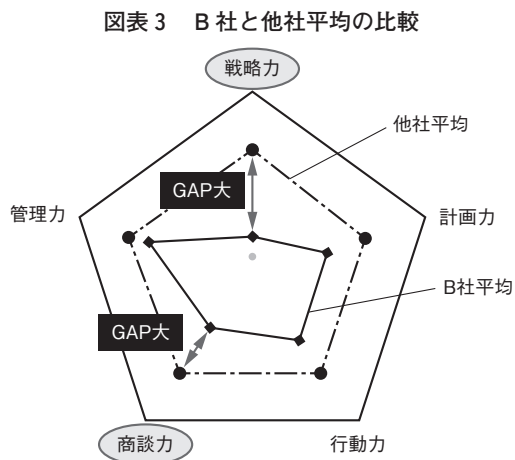 図表3 B社と他社平均の比較
戦略力
他社平均
GAP大
管理力
計画力
B社平均
GAP大
商談力
行動力